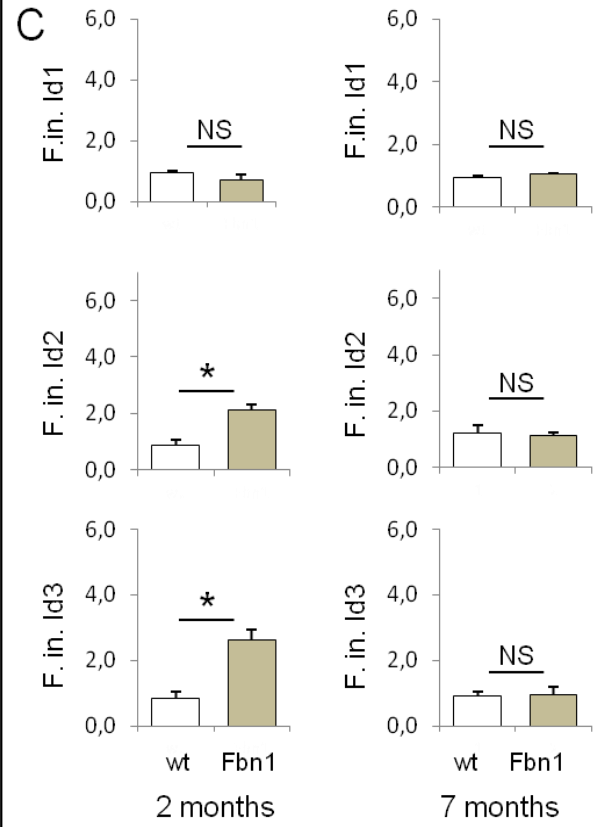 C
F.in. Id1
6,0
4,0
2,0
0,0
NS
F.in. Id1
6,0
4,0
2,0
0,0
NS
F. in. Id2
6,0
4,0
2,0
0,0
*
F. in. Id2
6,0
4,0
2,0
0,0
NS
F. in. Id3
6,0
4,0
2,0
0,0
*
F. in. Id3
6,0
4,0
2,0
0,0
NS
wt Fbn1
wt Fbn1
2 months
7 months